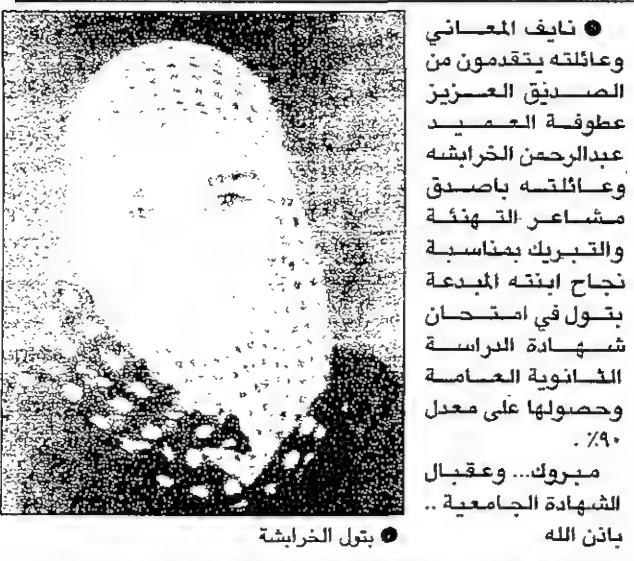 ● نايف المعاني
وعائلته يتقدمون من
الصديق العزيز
عطوفة العميد
عبدالرحمن الخرابشه
وعائلته باصدق
مشاعر التهنئة
والتبريك بمناسبة
نجاح ابنته المبدعة
بتول في امتحان
شهادة الدراسة
الثانوية العامة
وحصولها على معدل
٩٠٪.
مبروك... وعقبال
الشهادة الجامعية ..
باذن الله
● بتول الخرابشة